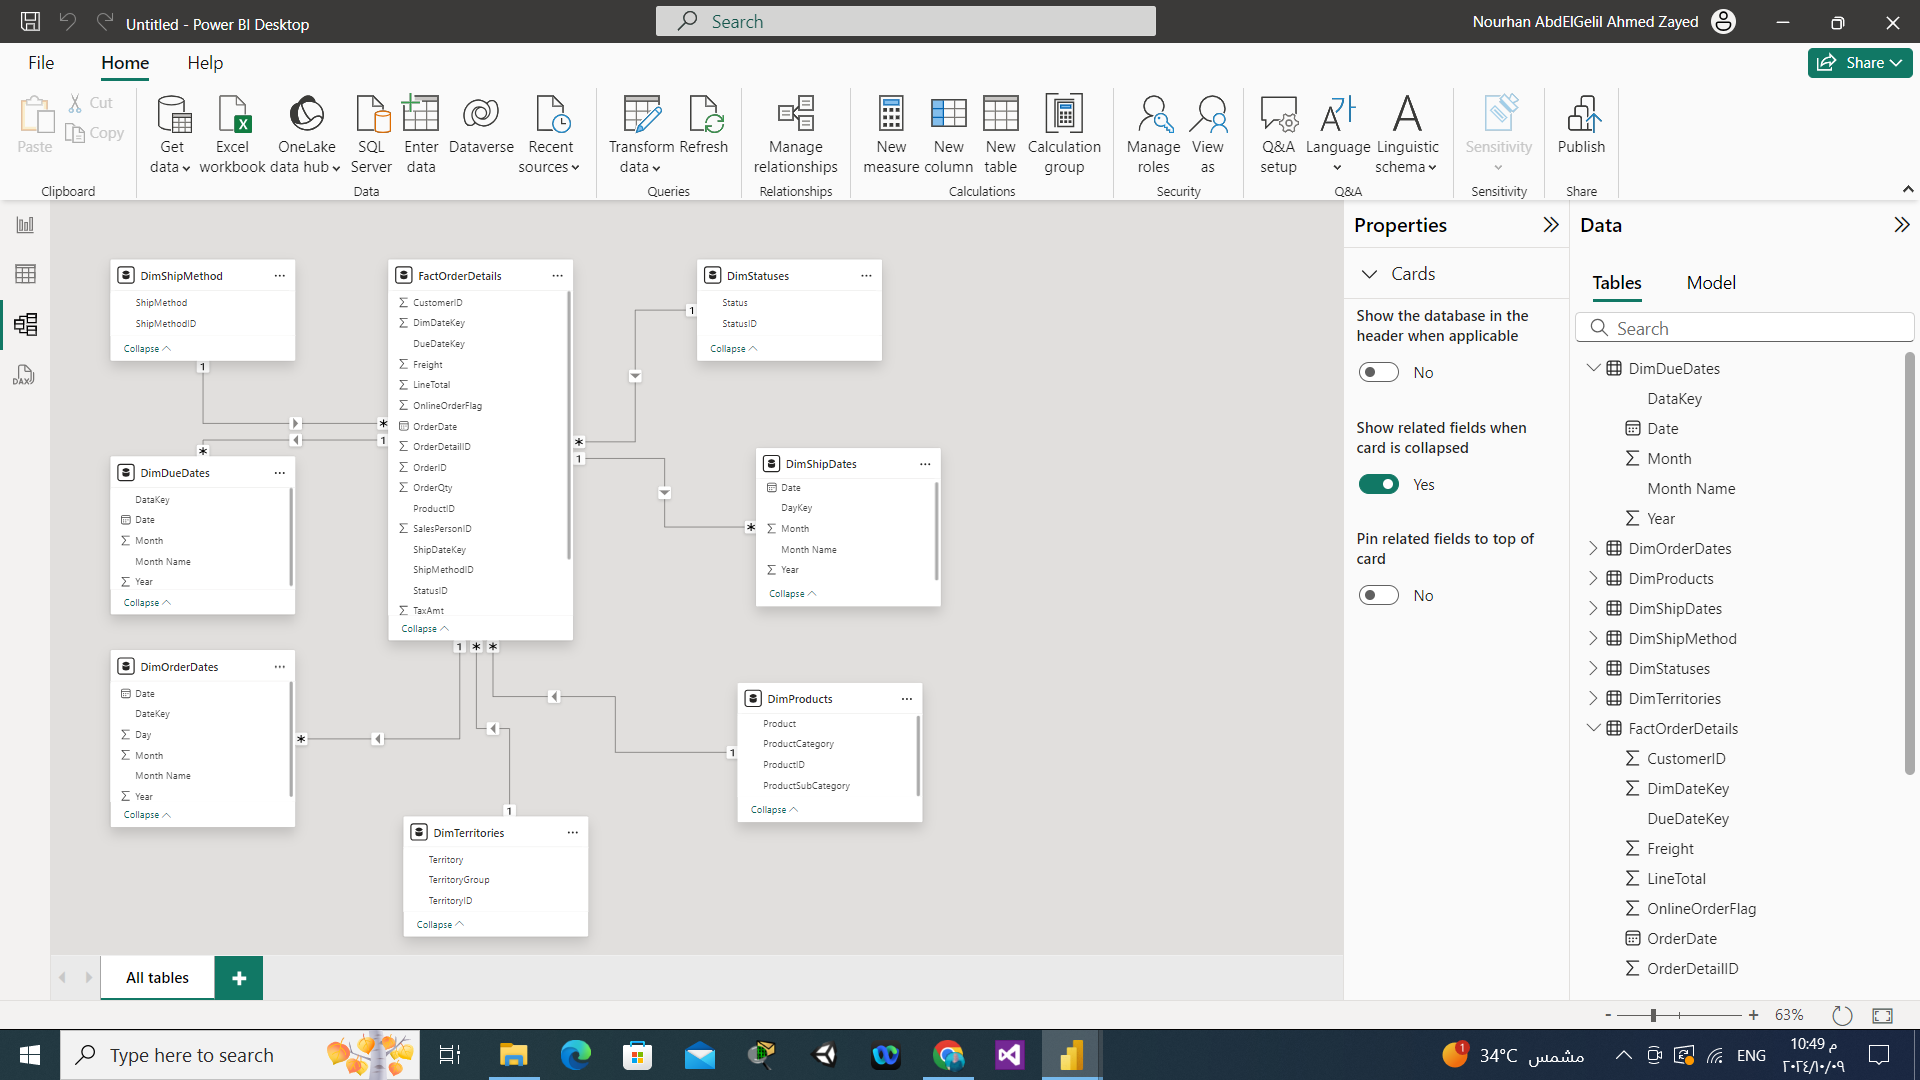 Untitled - Power BI Desktop
Search
Nourhan AbdElGelil Ahmed Zayed
File
Home
Help
Share
Paste
Cut
Copy
Clipboard
Get data
Excel workbook
OneLake data hub
SQL Server
Enter data
Dataverse
Recent sources
Data
Transform data
Refresh
Queries
Manage relationships
Relationships
New measure
New column
New table
Calculation group
Calculations
Manage roles
View as
Security
Q&A setup
Language
Linguistic schema
Q&A
Sensitivity
Sensitivity
Publish
Share
DimShipMethod
ShipMethod
ShipMethodID
Collapse
1
*
1
*
DimDueDates
DataKey
Date
Month
Month Name
Year
Collapse
DimOrderDates
Date
DateKey
Day
Month
Month Name
Year
Collapse
*
FactOrderDetails
CustomerID
DimDateKey
DueDateKey
Freight
LineTotal
OnlineOrderFlag
OrderDate
OrderDetailID
OrderID
OrderQty
ProductID
SalesPersonID
ShipDateKey
ShipMethodID
StatusID
TaxAmt
Collapse
1
*
*
*
1
DimStatuses
Status
StatusID
Collapse
1
DimShipDates
Date
DayKey
Month
Month Name
Year
Collapse
*
DimProducts
Product
ProductCategory
ProductID
ProductSubCategory
Collapse
1
1
DimTerritories
Territory
TerritoryGroup
TerritoryID
Collapse
All tables
+
Properties
Cards
Show the database in the
header when applicable
No
Show related fields when
card is collapsed
Yes
Pin related fields to top of
card
No
Data
Tables
Model
Search
DimDueDates
DataKey
Date
Month
Month Name
Year
DimOrderDates
DimProducts
DimShipDates
DimShipMethod
DimStatuses
DimTerritories
FactOrderDetails
CustomerID
DimDateKey
DueDateKey
Freight
LineTotal
OnlineOrderFlag
OrderDate
OrderDetailID
- + 63%
Type here to search
1
34°C مشمس
ENG
10:49 م
٢٠٢٤/١٠/٠٩